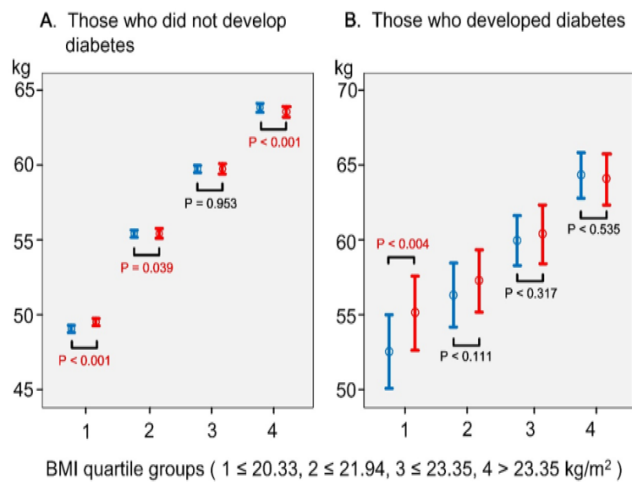 A. Those who did not develop
diabetes
kg
65
60
55
50
45
P < 0.001
P = 0.039
P = 0.953
P < 0.001
1 2 3 4
B. Those who developed diabetes
kg
70
65
60
55
50
P < 0.004
P < 0.111
P < 0.317
P < 0.535
1 2 3 4
BMI quartile groups ( 1 ≤ 20.33, 2 ≤ 21.94, 3 ≤ 23.35, 4 > 23.35 kg/m² )